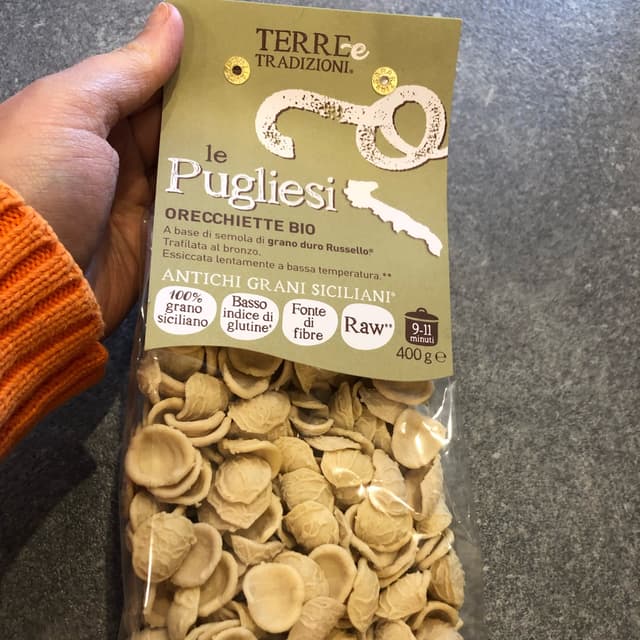 TERRE e
TRADIZIONI®
le
Pugliesi
ORECCHIETTE BIO
A base di semola di grano duro Russello®
Trafilata al bronzo.
Essiccata lentamente a bassa temperatura.**
ANTICHI GRANI SICILIANI®
100%
grano
siciliano
Basso
indice di
glutine*
Fonte
di
fibre
Raw**
9-11
minuti
400 g e